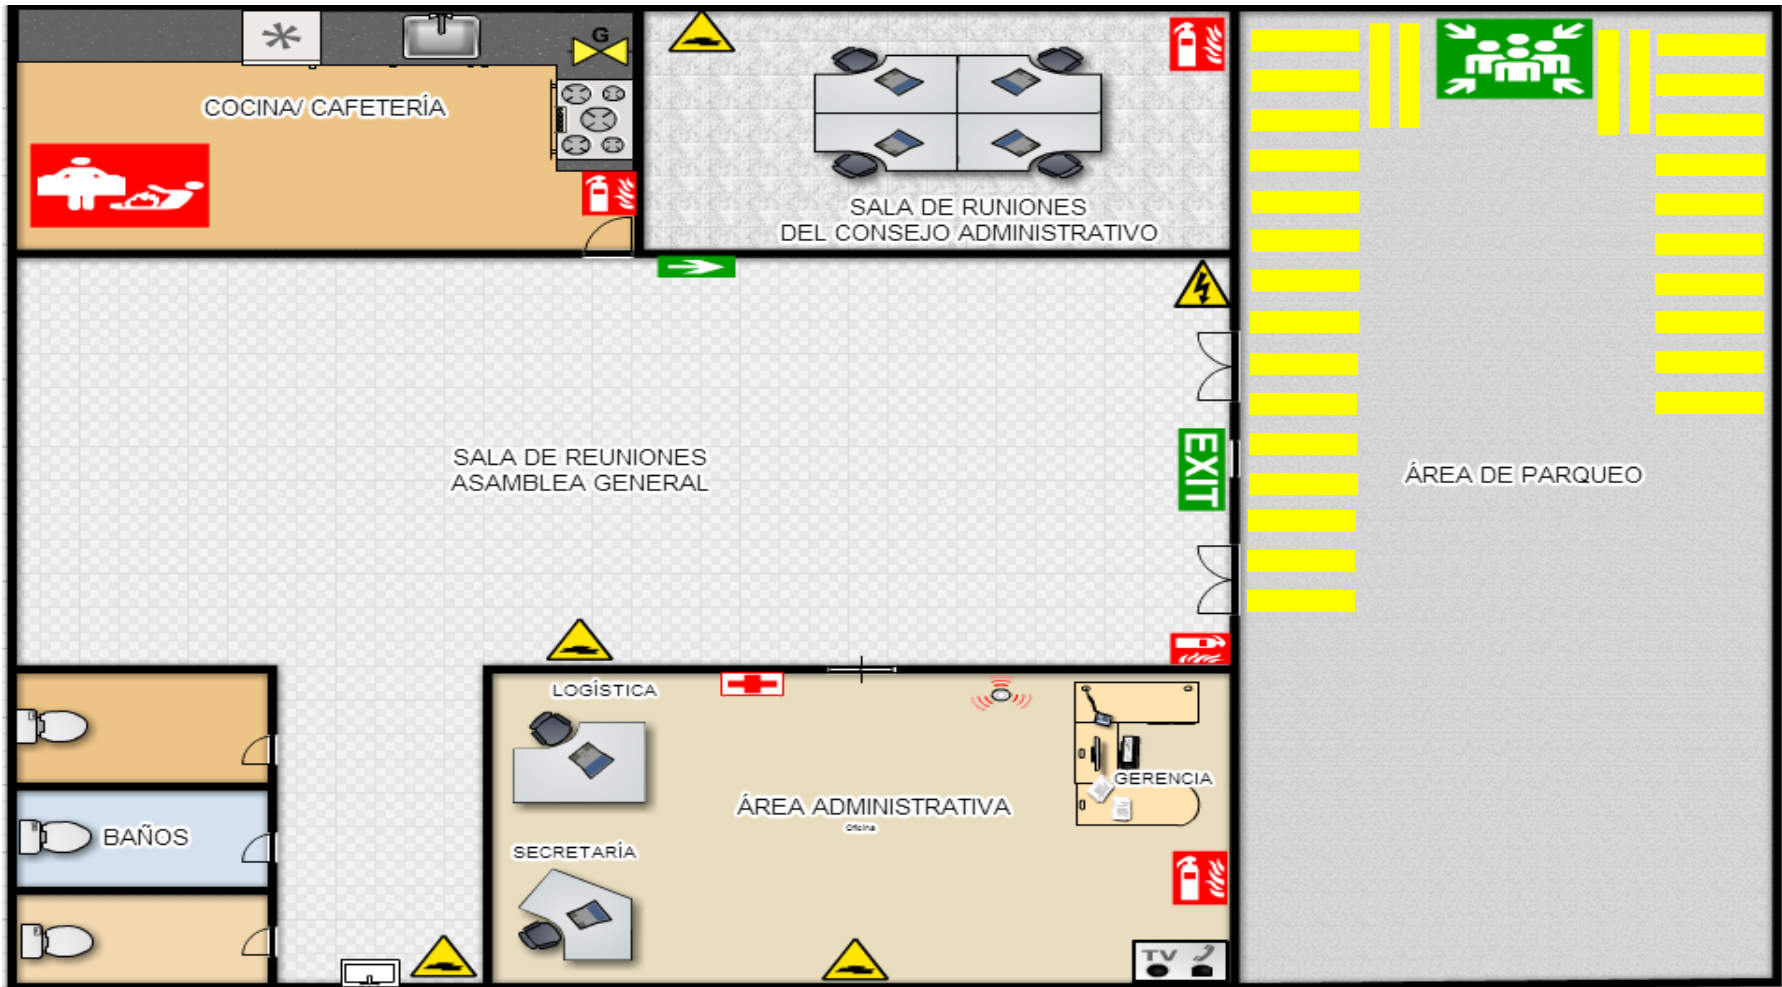 G
COCINA/ CAFETERÍA
SALA DE RUNIONES
DEL CONSEJO ADMINISTRATIVO
SALA DE REUNIONES
ASAMBLEA GENERAL
EXIT
ÁREA DE PARQUEO
LOGÍSTICA
GERENCIA
ÁREA ADMINISTRATIVA
Oficina
BAÑOS
SECRETARÍA
TV